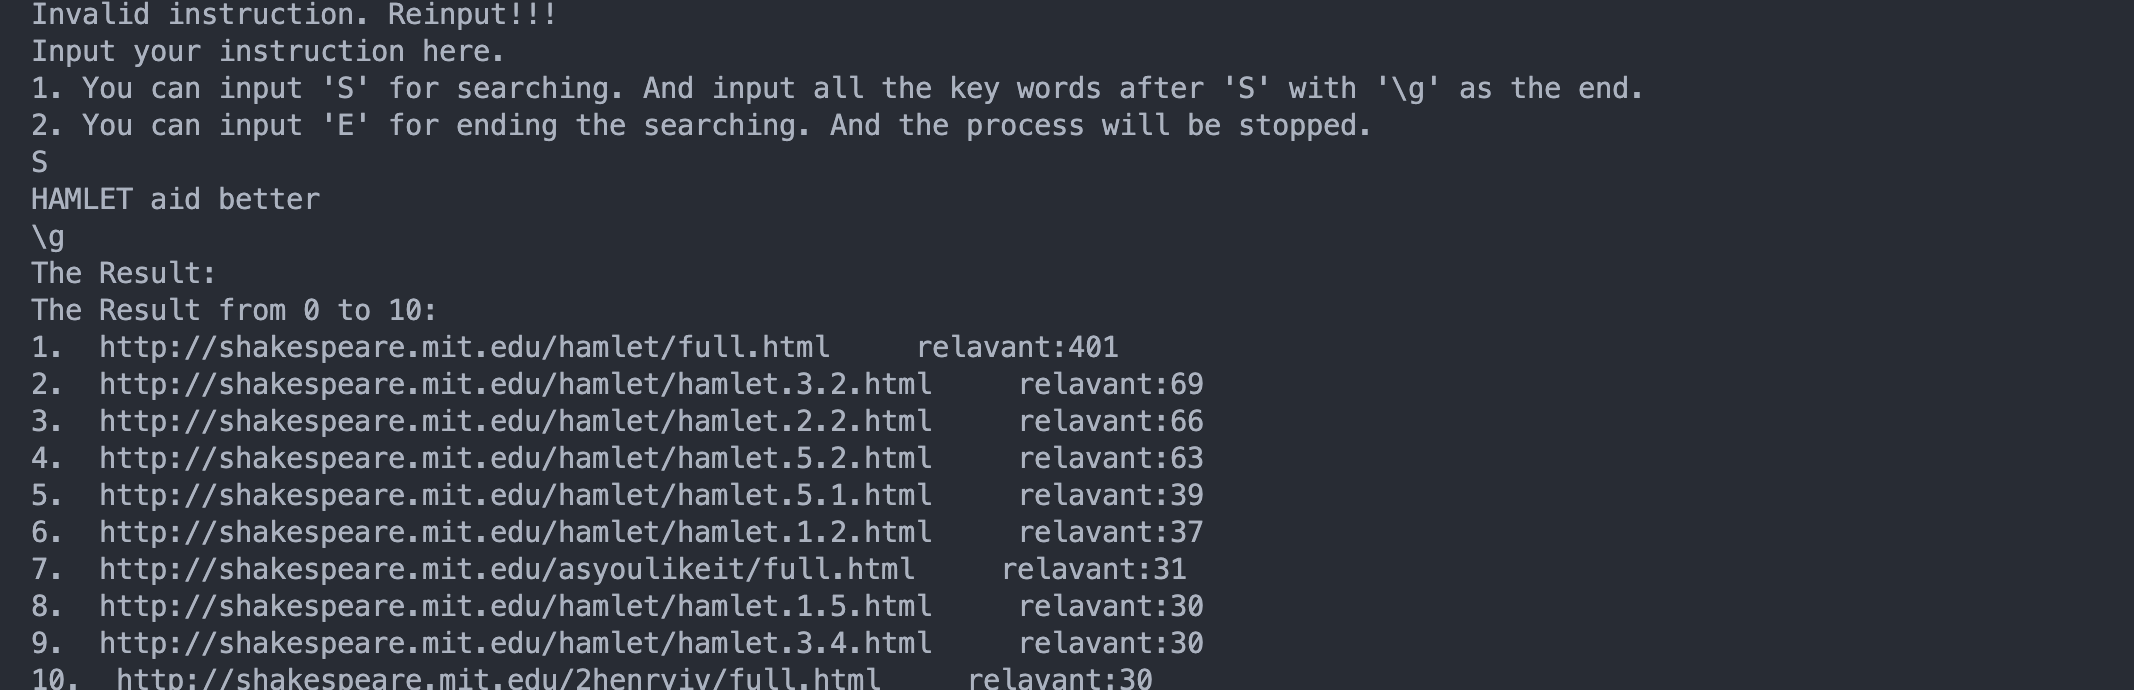 Invalid instruction. Reinput!!!
Input your instruction here.
1. You can input 'S' for searching. And input all the key words after 'S' with '\g' as the end.
2. You can input 'E' for ending the searching. And the process will be stopped.
S
HAMLET aid better
\g
The Result:
The Result from 0 to 10:
1.  http://shakespeare.mit.edu/hamlet/full.html     relavant:401
2.  http://shakespeare.mit.edu/hamlet/hamlet.3.2.html     relavant:69
3.  http://shakespeare.mit.edu/hamlet/hamlet.2.2.html     relavant:66
4.  http://shakespeare.mit.edu/hamlet/hamlet.5.2.html     relavant:63
5.  http://shakespeare.mit.edu/hamlet/hamlet.5.1.html     relavant:39
6.  http://shakespeare.mit.edu/hamlet/hamlet.1.2.html     relavant:37
7.  http://shakespeare.mit.edu/asyoulikeit/full.html     relavant:31
8.  http://shakespeare.mit.edu/hamlet/hamlet.1.5.html     relavant:30
9.  http://shakespeare.mit.edu/hamlet/hamlet.3.4.html     relavant:30
10.  http://shakespeare.mit.edu/2henryiv/full.html     relavant:30